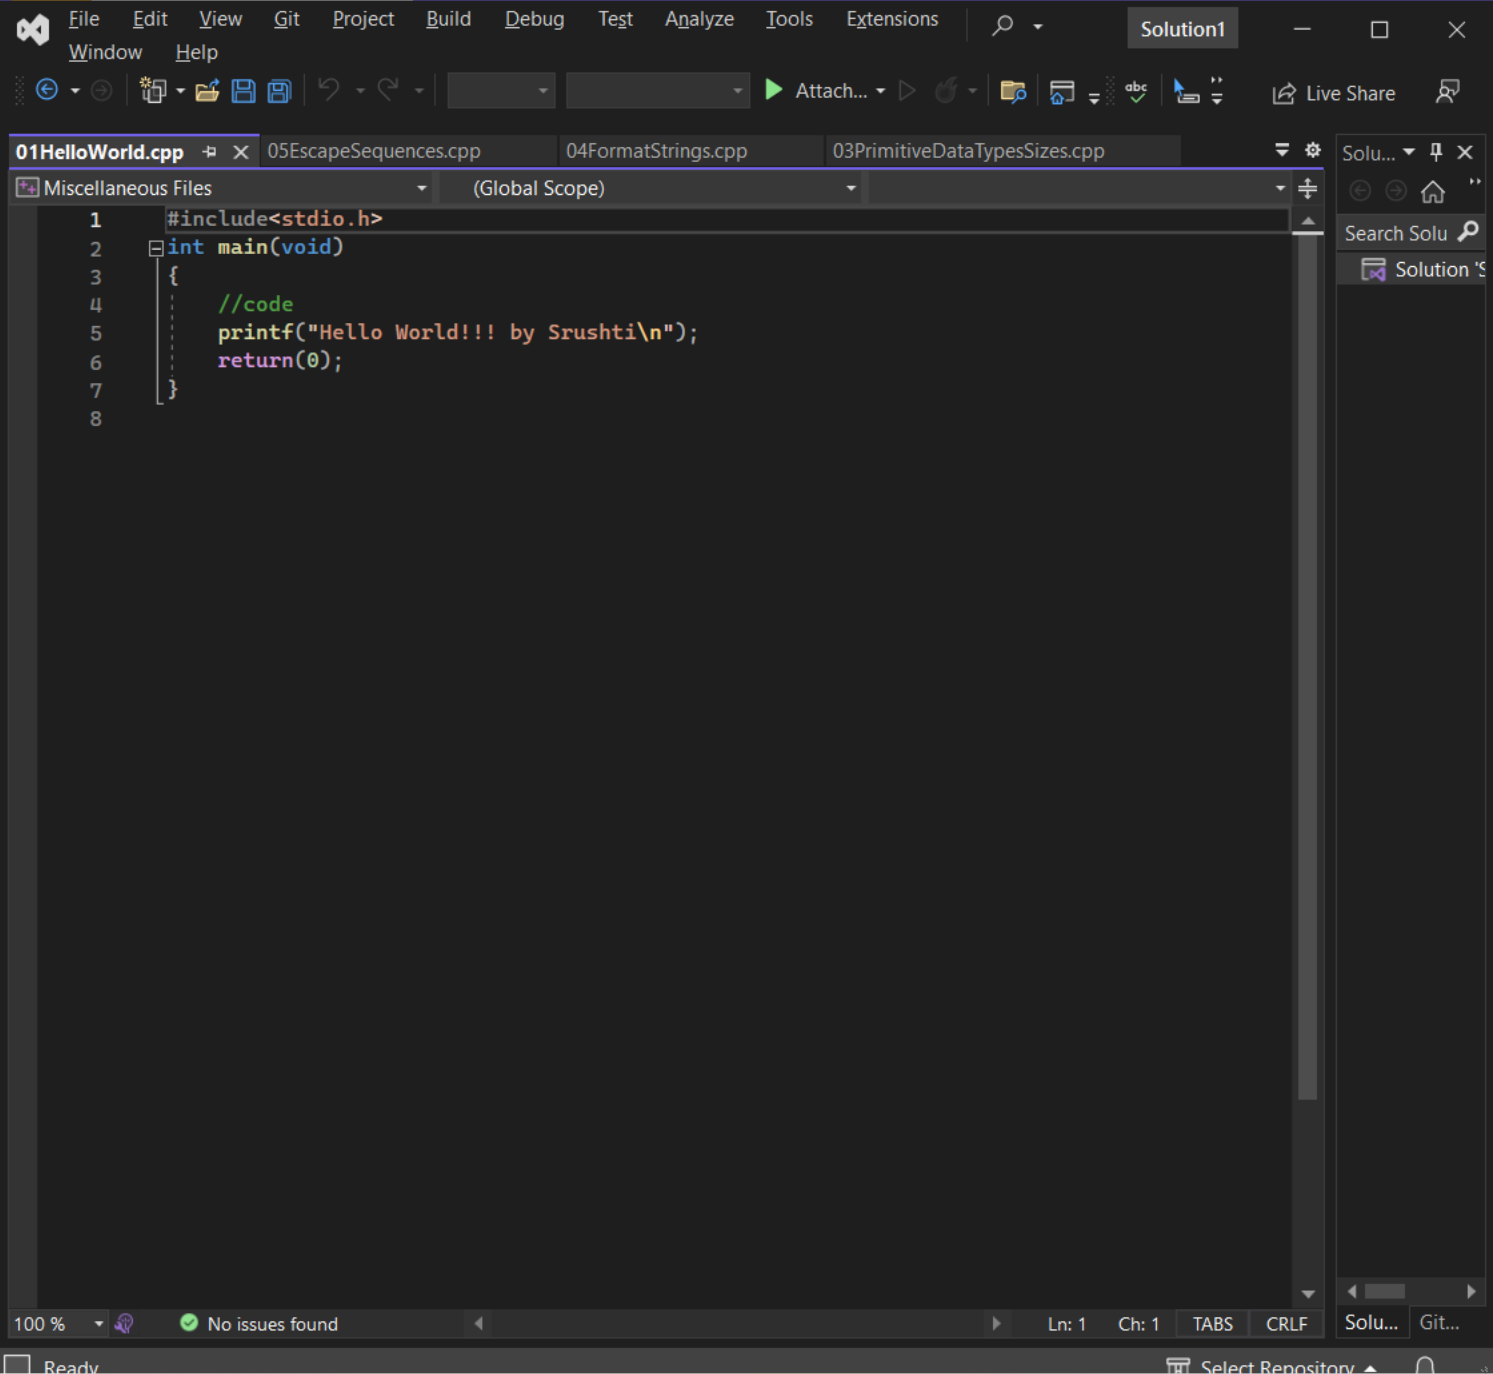 File Edit View Git Project Build Debug Test Analyze Tools Extensions Solution1
Window Help
Attach... abc Live Share
01HelloWorld.cpp 05EscapeSequences.cpp 04FormatStrings.cpp 03PrimitiveDataTypesSizes.cpp Solu...
Miscellaneous Files (Global Scope)
1 #include<stdio.h>
2 int main(void)
3 {
4 //code
5 printf("Hello World!!! by Srushti\n");
6 return(0);
7 }
8
Search Solu
Solution 'S
100 % No issues found Ln: 1 Ch: 1 TABS CRLF Solu... Git...
Ready Select Repository